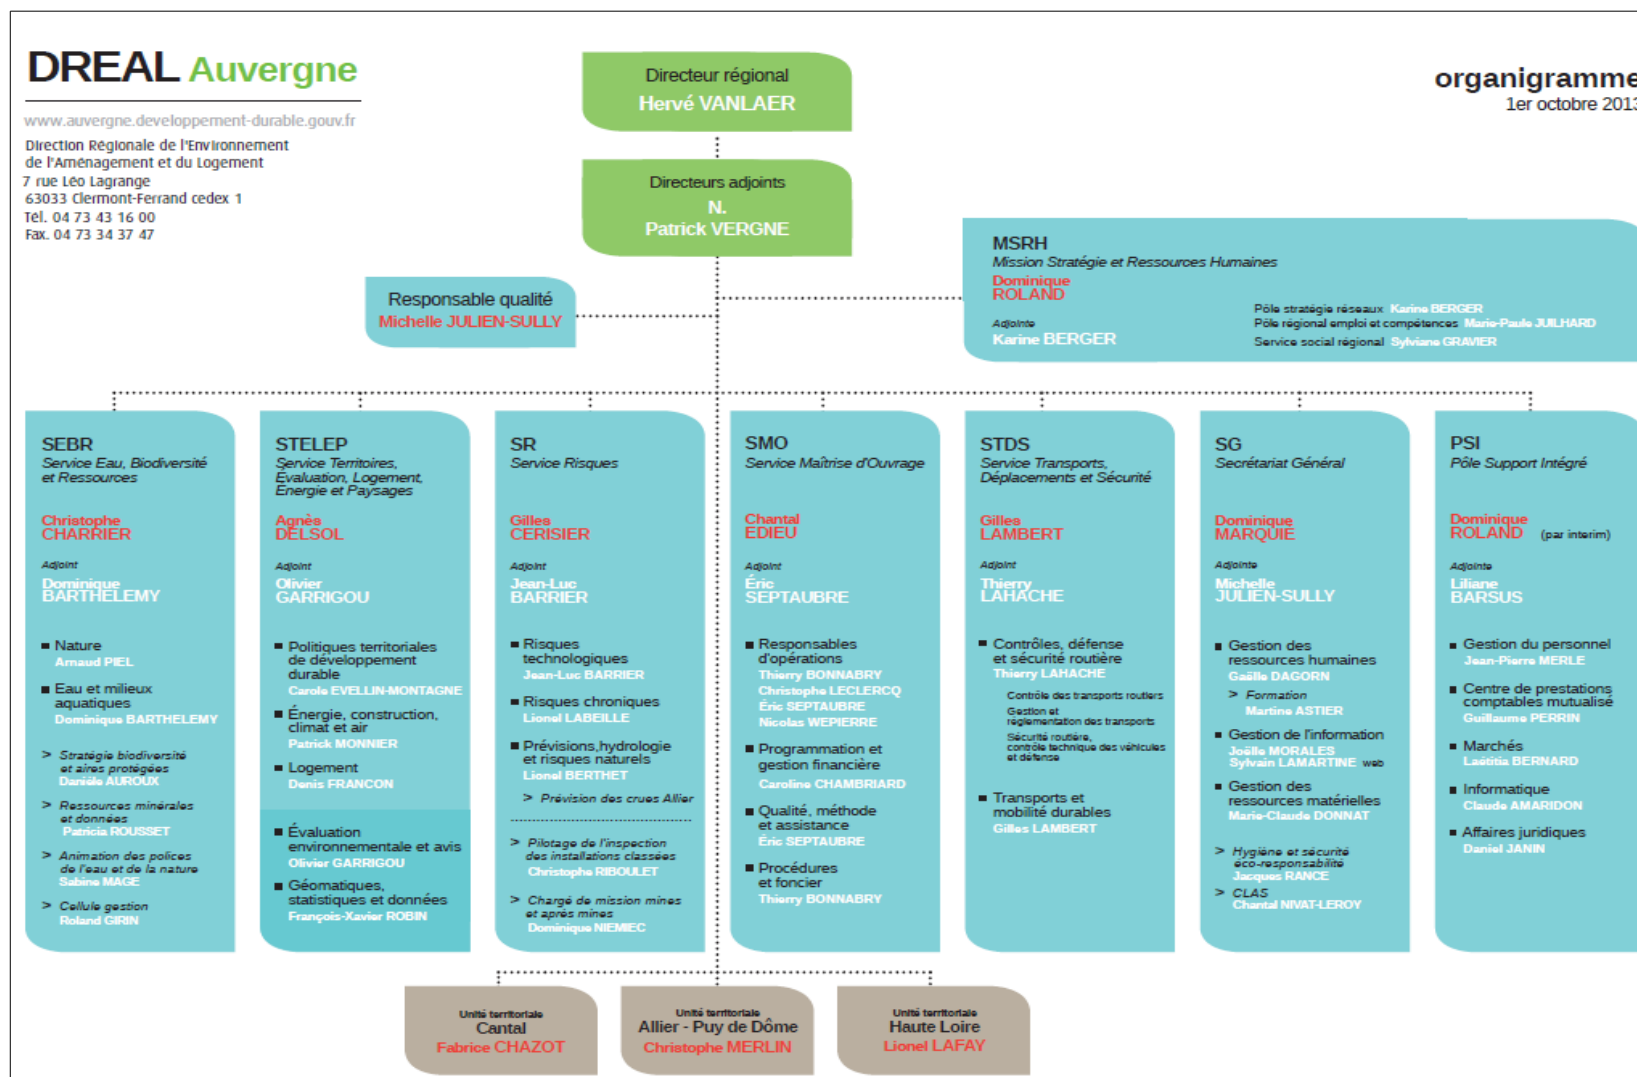 DREAL Auvergne
www.auvergne.developpement-durable.gouv.fr
Direction Régionale de l'Environnement
de l'Aménagement et du Logement
7 rue Léo Lagrange
63033 Clermont-Ferrand cedex 1
Tél. 04 73 43 16 00
Fax. 04 73 34 37 47
organigramme
1er octobre 2013
Directeur régional
Hervé VANLAER
Directeurs adjoints
N.
Patrick VERGNE
Responsable qualité
Michelle JULIEN-SULLY
MSRH
Mission Stratégie et Ressources Humaines
Dominique
ROLAND
Adjointe
Karine BERGER
Pôle stratégie réseaux Karine BERGER
Pôle régional emploi et compétences Marie-Paule JUILHARD
Service social régional Sylviane GRAVIER
SEBR
Service Eau, Biodiversité
et Ressources
Christophe
CHARRIER
Adjoint
Dominique
BARTHELEMY
Nature
Arnaud PIEL
Eau et milieux
aquatiques
Dominique BARTHELEMY
> Stratégie biodiversité
et aires protégées
Danièle AUROUX
> Ressources minérales
et données
Patricia ROUSSET
> Animation des polices
de l'eau et de la nature
Sabine MAGE
> Cellule gestion
Roland GIRIN
STELEP
Service Territoires,
Évaluation, Logement,
Énergie et Paysages
Agnès
DELSOL
Adjoint
Olivier
GARRIGOU
Politiques territoriales
de développement
durable
Carole EVELLIN-MONTAGNE
Énergie, construction,
climat et air
Patrick MONNIER
Logement
Denis FRANCON
Évaluation
environnementale et avis
Olivier GARRIGOU
Géomatiques,
statistiques et données
François-Xavier ROBIN
SR
Service Risques
Gilles
CERISIER
Adjoint
Jean-Luc
BARRIER
Risques
technologiques
Jean-Luc BARRIER
Risques chroniques
Lionel LABEILLE
Prévisions,hydrologie
et risques naturels
Lionel BERTHET
> Prévision des crues Allier
> Pilotage de l'inspection
des installations classées
Christophe RIBOULET
> Chargé de mission mines
et après mines
Dominique NIEMIEC
SMO
Service Maîtrise d'Ouvrage
Chantal
EDIEU
Adjoint
Éric
SEPTAUBRE
Responsables
d'opérations
Thierry BONNABRY
Christophe LECLERCQ
Éric SEPTAUBRE
Nicolas WEPIERRE
Programmation et
gestion financière
Caroline CHAMBRIARD
Qualité, méthode
et assistance
Éric SEPTAUBRE
Procédures
et foncier
Thierry BONNABRY
STDS
Service Transports,
Déplacements et Sécurité
Gilles
LAMBERT
Adjoint
Thierry
LAHACHE
Contrôles, défense
et sécurité routière
Thierry LAHACHE
Contrôle des transports routiers
Gestion et
réglementation des transports
Sécurité routière,
contrôle technique des véhicules
et défense
Transports et
mobilité durables
Gilles LAMBERT
SG
Secrétariat Général
Dominique
MARQUIÉ
Adjointe
Michelle
JULIEN-SULLY
Gestion des
ressources humaines
Gaëlle DAGORN
> Formation
Martine ASTIER
Gestion de l'information
Joëlle MORALES
Sylvain LAMARTINE web
Gestion des
ressources matérielles
Marie-Claude DONNAT
> Hygiène et sécurité
éco-responsabilité
Jacques RANCE
> CLAS
Chantal NIVAT-LEROY
PSI
Pôle Support Intégré
Dominique
ROLAND (par interim)
Adjointe
Liliane
BARSUS
Gestion du personnel
Jean-Pierre MERLE
Centre de prestations
comptables mutualisé
Guillaume PERRIN
Marchés
Laëtitia BERNARD
Informatique
Claude AMARIDON
Affaires juridiques
Daniel JANIN
Unité territoriale
Cantal
Fabrice CHAZOT
Unité territoriale
Allier - Puy de Dôme
Christophe MERLIN
Unité territoriale
Haute Loire
Lionel LAFAY